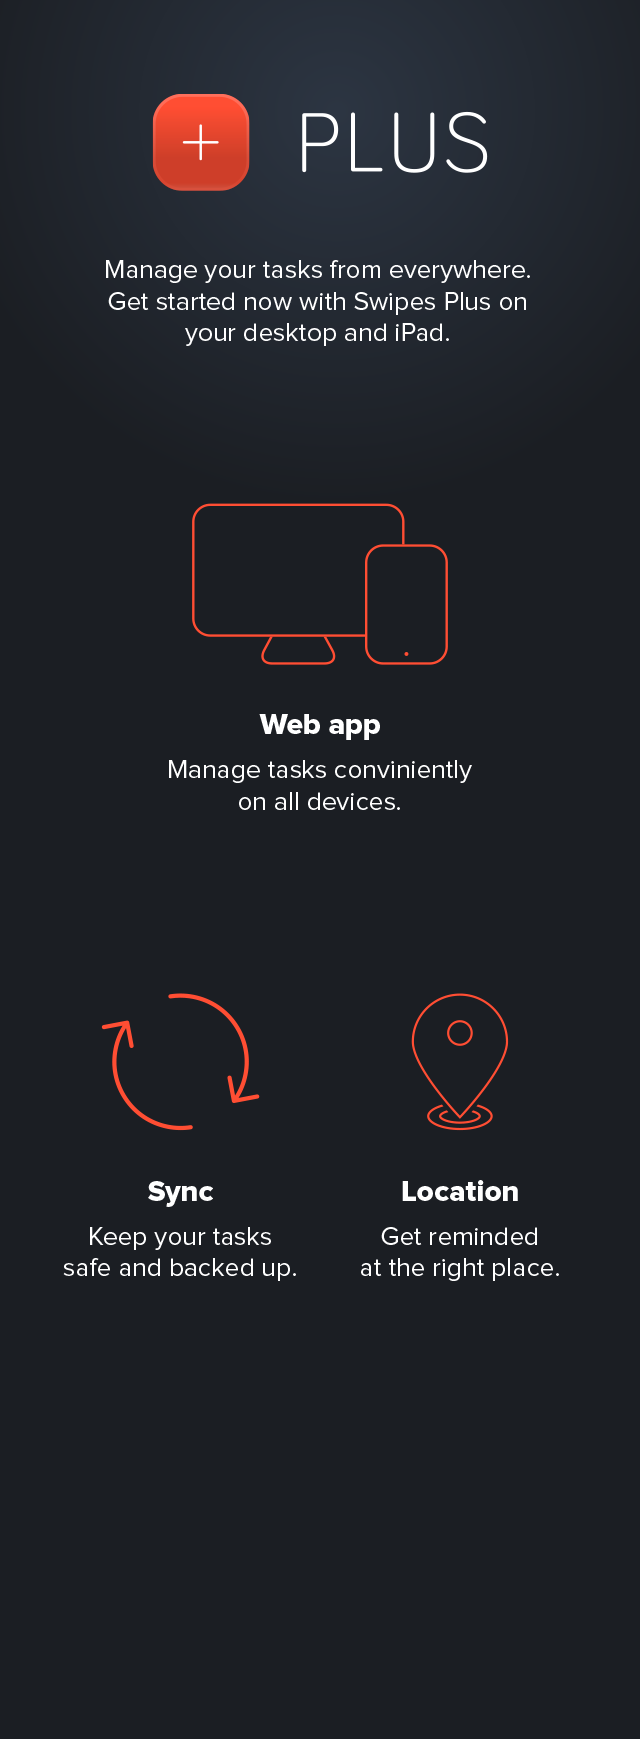 PLUS
Manage your tasks from everywhere.
Get started now with Swipes Plus on
your desktop and iPad.
Web app
Manage tasks conviniently
on all devices.
Sync
Keep your tasks
safe and backed up.
Location
Get reminded
at the right place.